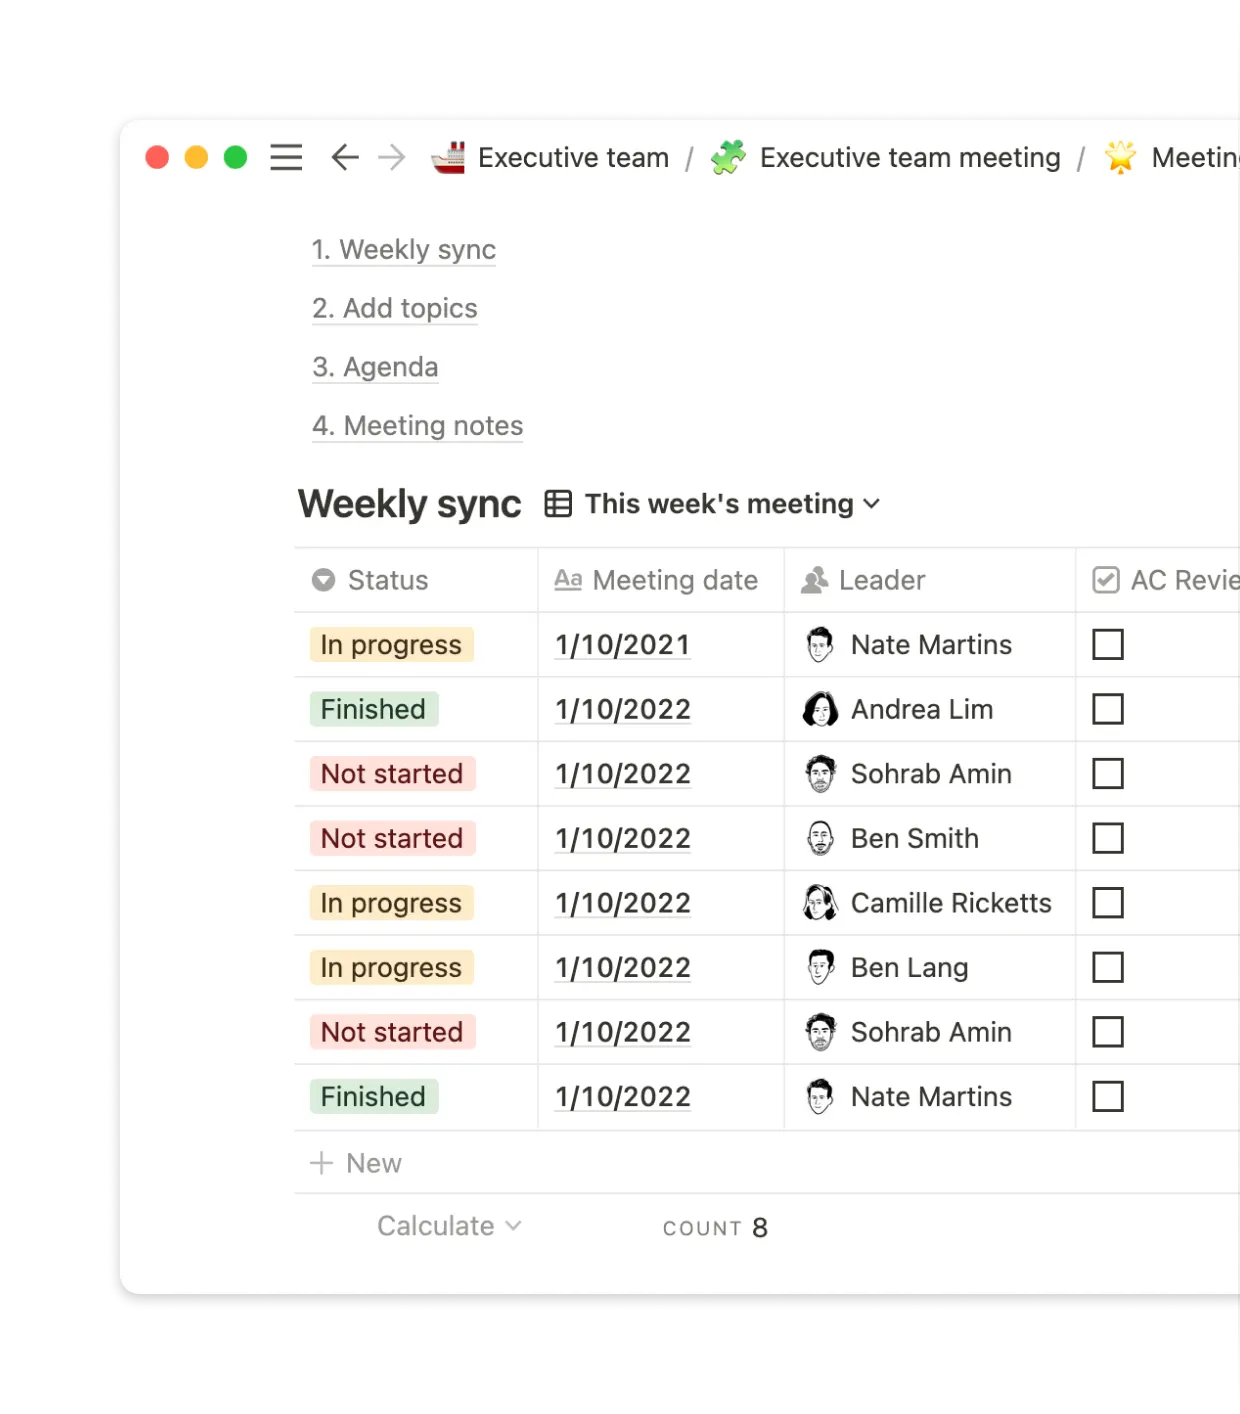 Executive team / Executive team meeting / Meeting
1. Weekly sync
2. Add topics
3. Agenda
4. Meeting notes
Weekly sync This week's meeting
Status Aa Meeting date Leader AC Revie
In progress 1/10/2021 Nate Martins
Finished 1/10/2022 Andrea Lim
Not started 1/10/2022 Sohrab Amin
Not started 1/10/2022 Ben Smith
In progress 1/10/2022 Camille Ricketts
In progress 1/10/2022 Ben Lang
Not started 1/10/2022 Sohrab Amin
Finished 1/10/2022 Nate Martins
+ New
Calculate COUNT 8